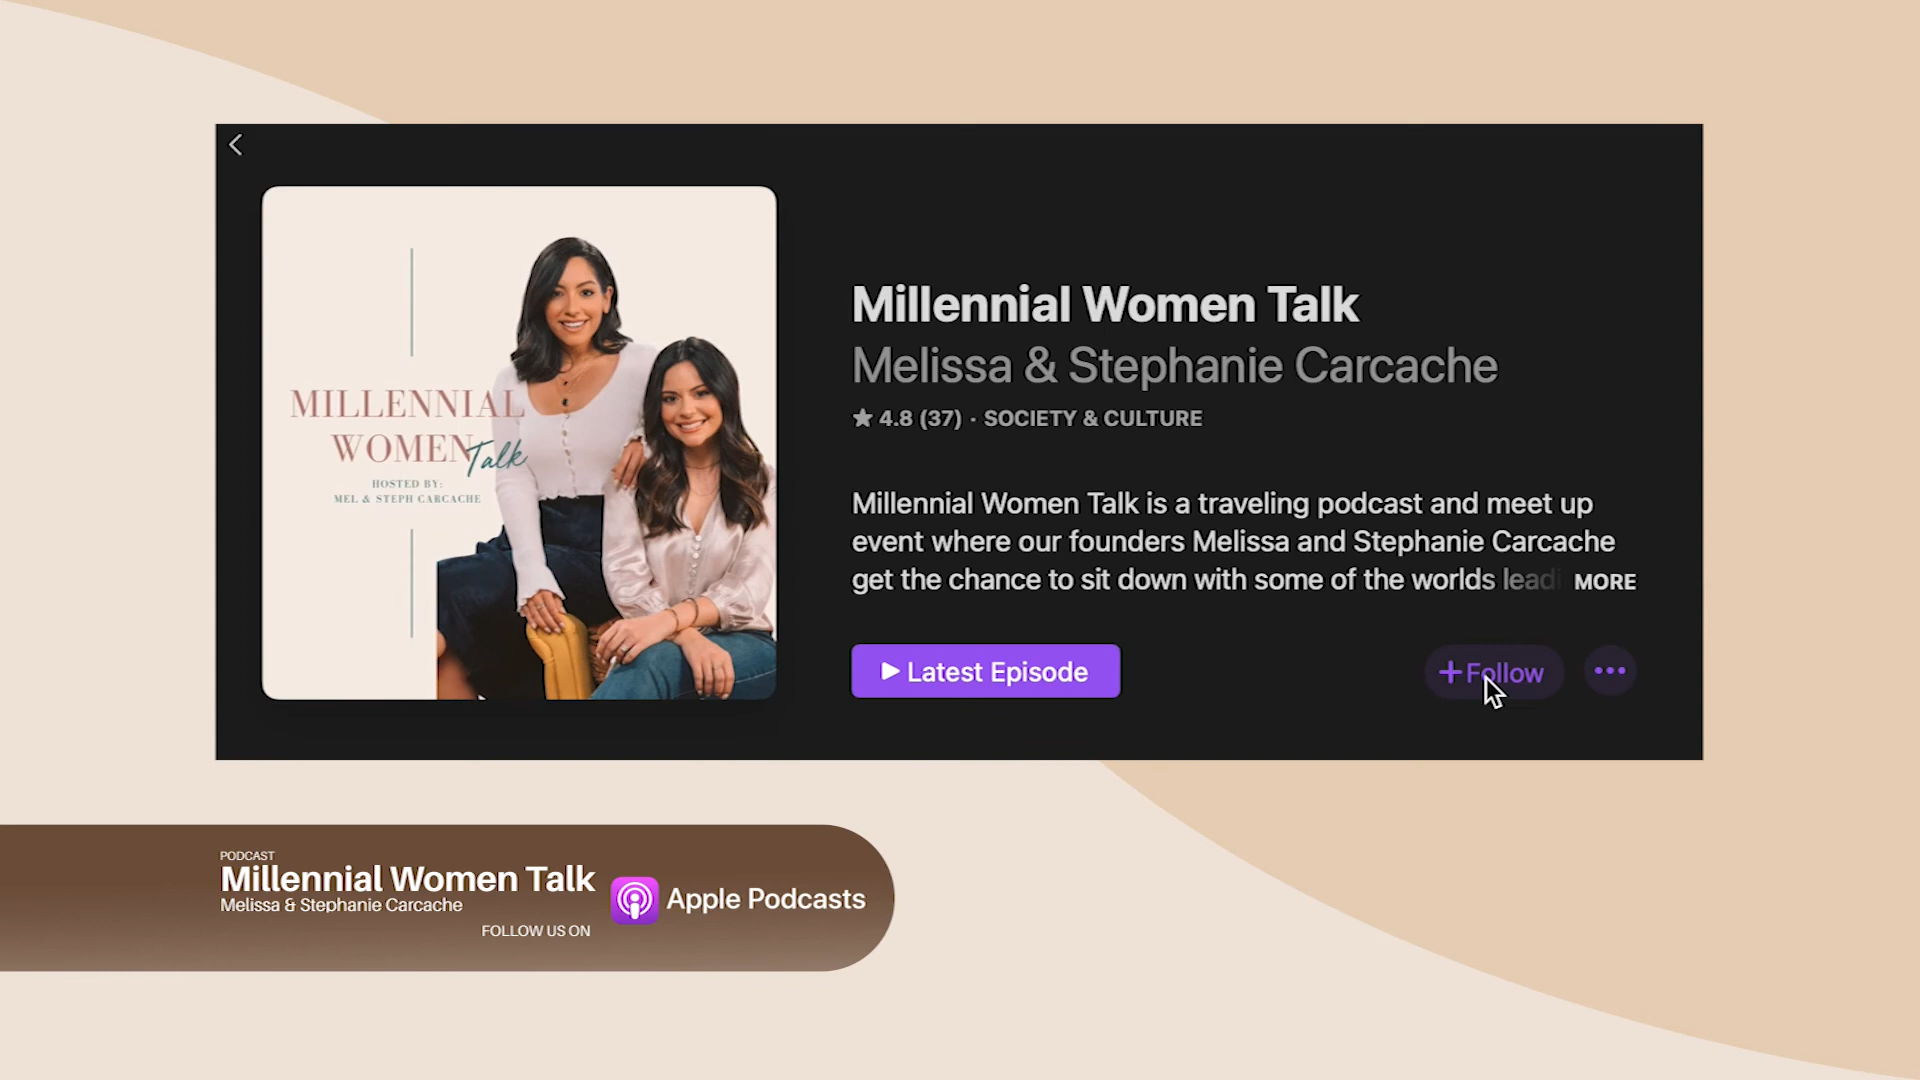 MILLENNIAL
WOMEN Talk
HOSTED BY:
MEL & STEPH CARCACHE
Millennial Women Talk
Melissa & Stephanie Carcache
★ 4.8 (37) · SOCIETY & CULTURE
Millennial Women Talk is a traveling podcast and meet up
event where our founders Melissa and Stephanie Carcache
get the chance to sit down with some of the worlds leadi MORE
Latest Episode
+Follow
PODCAST
Millennial Women Talk
Melissa & Stephanie Carcache
FOLLOW US ON
Apple Podcasts